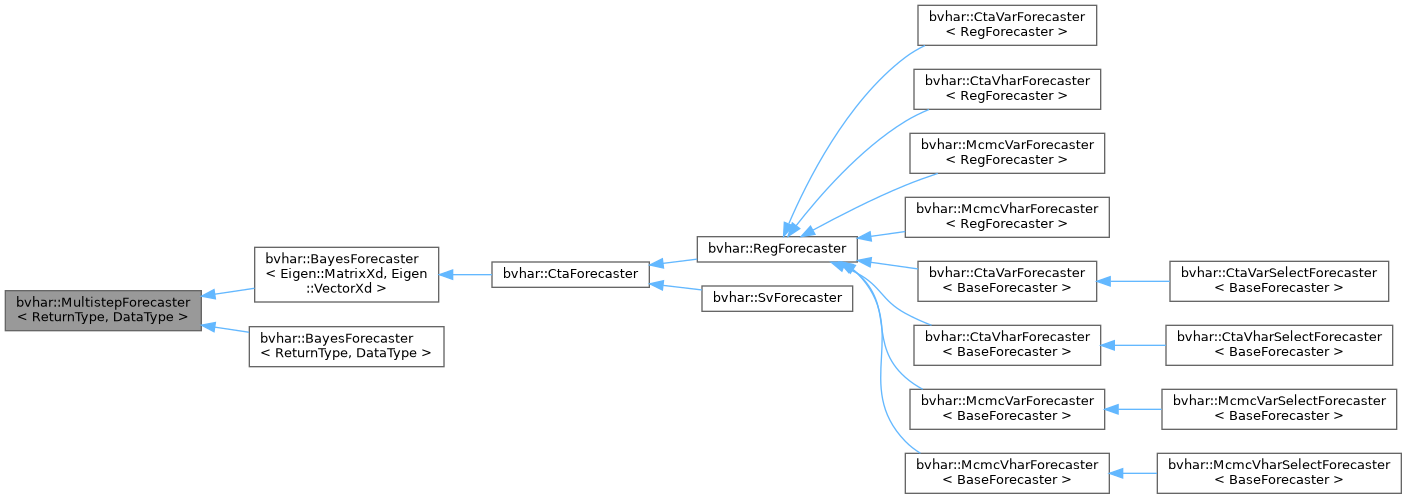 bvhar::MultistepForecaster
< ReturnType, DataType >
bvhar::BayesForecaster
< Eigen::MatrixXd, Eigen
::VectorXd >
bvhar::BayesForecaster
< ReturnType, DataType >
bvhar::CtaForecaster
bvhar::RegForecaster
bvhar::SvForecaster
bvhar::CtaVarForecaster
< RegForecaster >
bvhar::CtaVharForecaster
< RegForecaster >
bvhar::McmcVarForecaster
< RegForecaster >
bvhar::McmcVharForecaster
< RegForecaster >
bvhar::CtaVarForecaster
< BaseForecaster >
bvhar::CtaVharForecaster
< BaseForecaster >
bvhar::McmcVarForecaster
< BaseForecaster >
bvhar::McmcVharForecaster
< BaseForecaster >
bvhar::CtaVarSelectForecaster
< BaseForecaster >
bvhar::CtaVharSelectForecaster
< BaseForecaster >
bvhar::McmcVarSelectForecaster
< BaseForecaster >
bvhar::McmcVharSelectForecaster
< BaseForecaster >